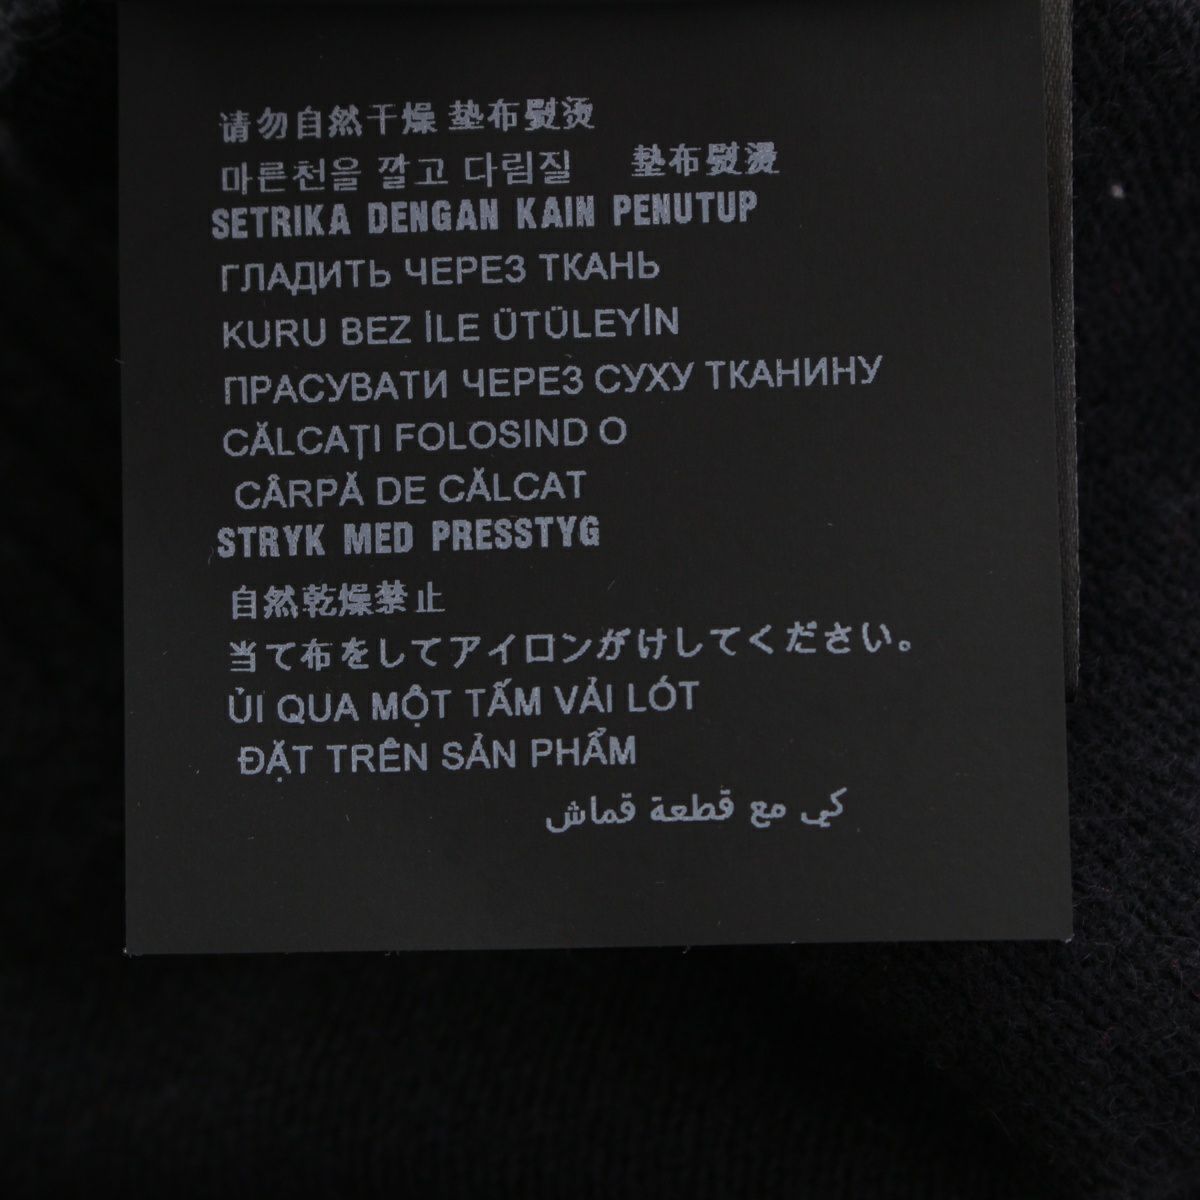 请勿自然干燥 垫布熨烫
마른천을 깔고 다림질 墊布熨燙
SETRIKA DENGAN KAIN PENUTUP
ГЛАДИТЬ ЧЕРЕЗ ТКАНЬ
KURU BEZ İLE ÜTÜLEYİN
ПРАСУВАТИ ЧЕРЕЗ СУХУ ТКАНИНУ
CĂLCAȚI FOLOSIND O
CÂRPĂ DE CĂLCAT
STRYK MED PRESSTYG
自然乾燥禁止
当て布をしてアイロンがけしてください。
ỦI QUA MỘT TẤM VẢI LÓT
ĐẶT TRÊN SẢN PHẨM
كي مع قطعة قماش